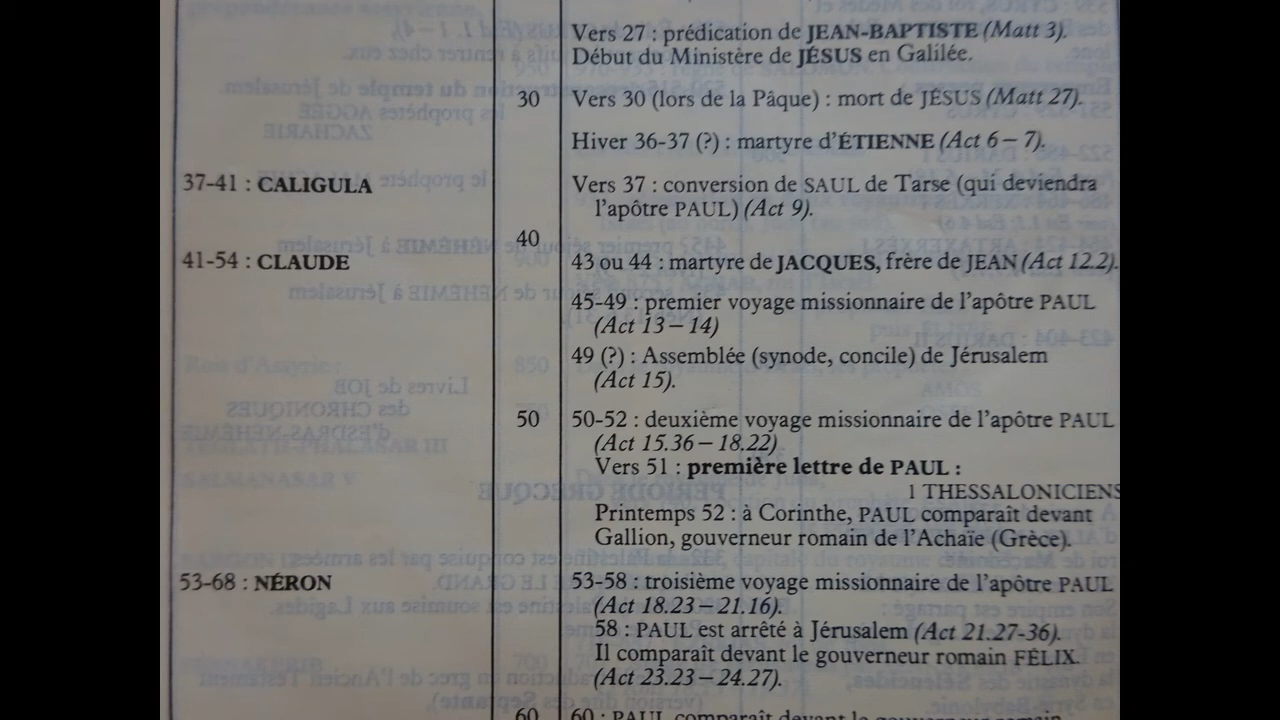 Vers 27 : prédication de JEAN-BAPTISTE (Matt 3).
Début du Ministère de JÉSUS en Galilée.
30 Vers 30 (lors de la Pâque) : mort de JÉSUS (Matt 27).
Hiver 36-37 (?) : martyre d'ÉTIENNE (Act 6 – 7).
37-41 : CALIGULA Vers 37 : conversion de SAUL de Tarse (qui deviendra
l'apôtre PAUL) (Act 9).
40
41-54 : CLAUDE 43 ou 44 : martyre de JACQUES, frère de JEAN (Act 12.2).
45-49 : premier voyage missionnaire de l'apôtre PAUL
(Act 13 – 14)
49 (?) : Assemblée (synode, concile) de Jérusalem
(Act 15).
50 50-52 : deuxième voyage missionnaire de l'apôtre PAUL
(Act 15.36 – 18.22)
Vers 51 : première lettre de PAUL :
1 THESSALONICIENS
Printemps 52 : à Corinthe, PAUL comparaît devant
Gallion, gouverneur romain de l'Achaïe (Grèce).
53-68 : NÉRON 53-58 : troisième voyage missionnaire de l'apôtre PAUL
(Act 18.23 – 21.16).
58 : PAUL est arrêté à Jérusalem (Act 21.27-36).
Il comparaît devant le gouverneur romain FÉLIX.
(Act 23.23 – 24.27).
60 60 : PAUL comparaît devant le gouverneur romain